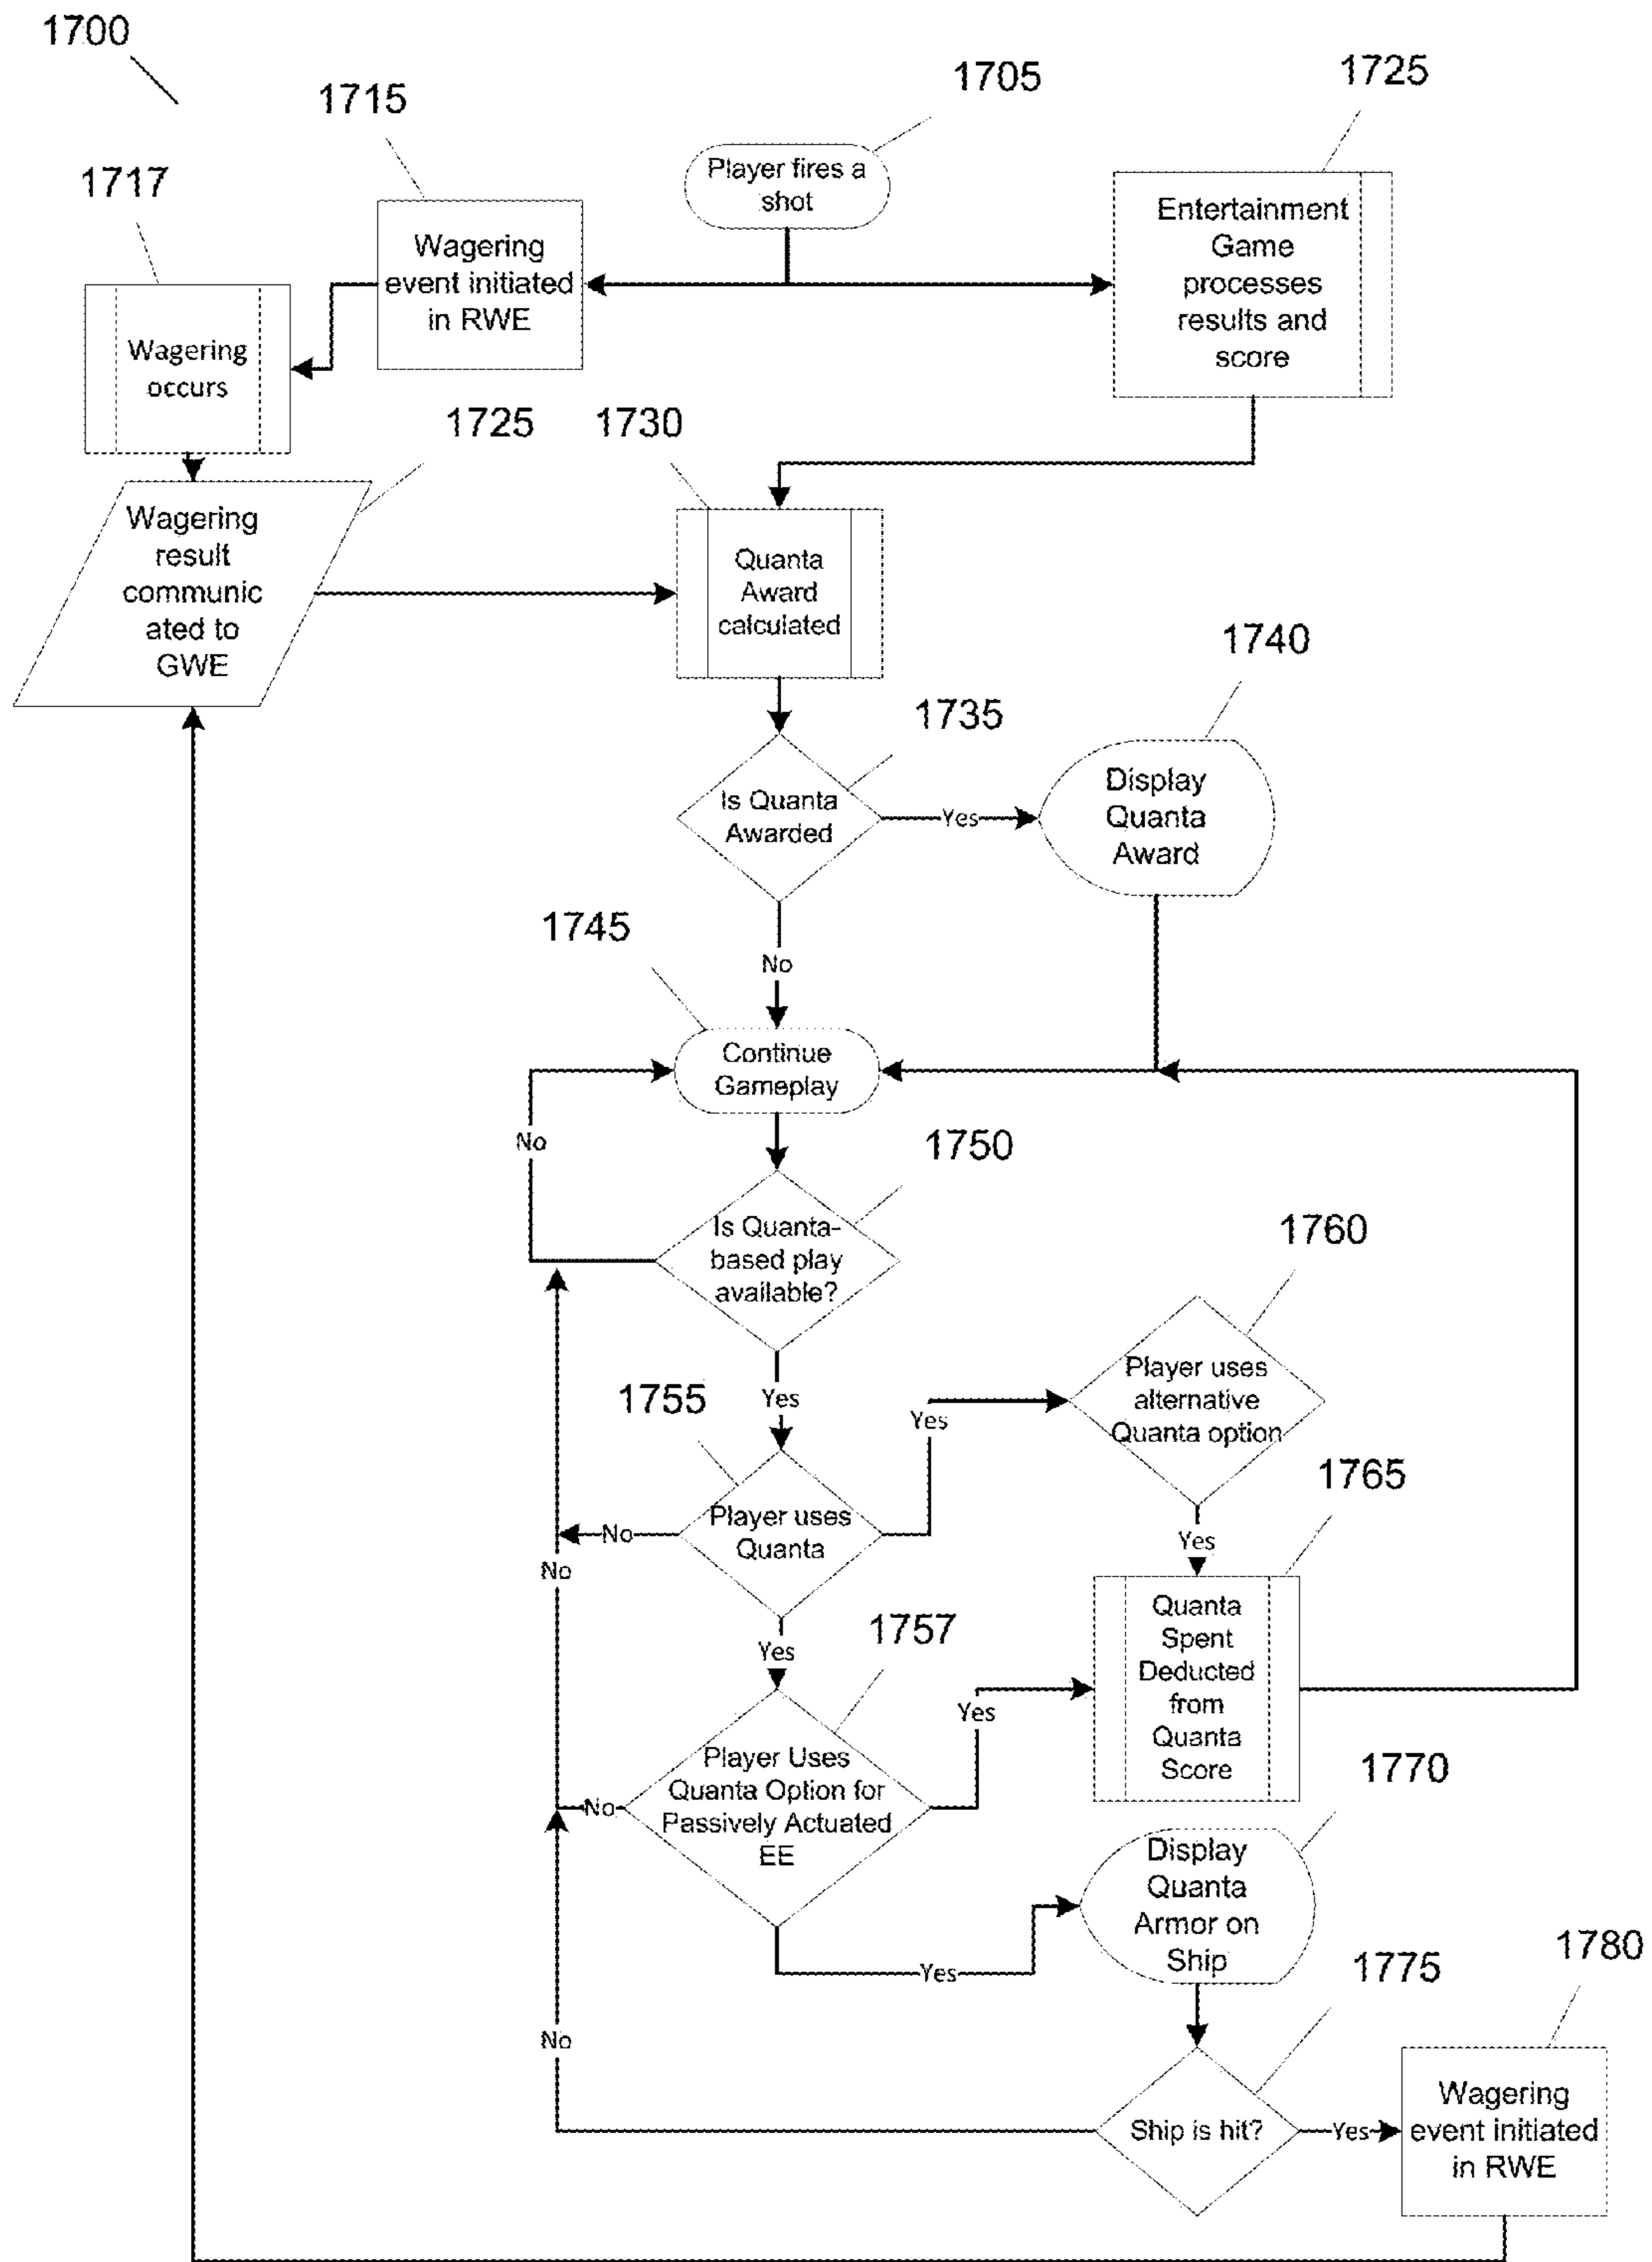 1700
1705
1725
1715
1717
Player fires a
shot
Entertainment
Game
processes
results and
score
Wagering
event initiated
in RWE
Wagering
occurs
1725
1730
Wagering
result
communic
ated to
GWE
Quanta
Award
calculated
1740
1735
Is Quanta
Awarded
Yes
Display
Quanta
Award
1745
No
Continue
Gameplay
No
1750
Is Quanta-
based play
available?
1760
Yes
1755
Yes
Player uses
alternative
Quanta option
1765
Player uses
Quanta
No
Yes
No
Yes
1757
Quanta
Spent
Deducted
from
Quanta
Score
Yes
Player Uses
Quanta Option for
Passively Actuated
EE
No
1770
Display
Quanta
Armor on
Ship
Yes
1780
1775
No
Ship is hit?
Yes
Wagering
event initiated
in RWE